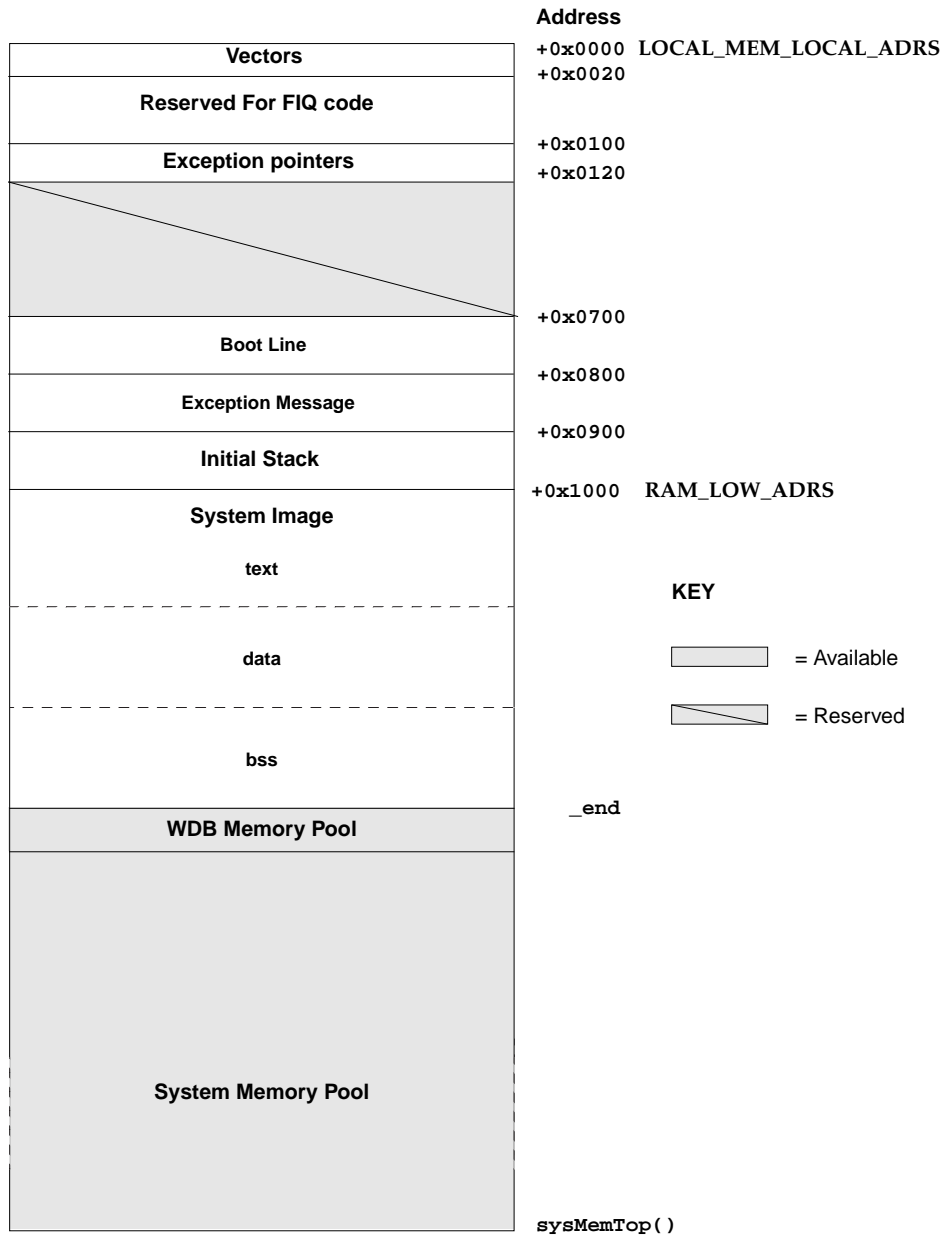 Address
Vectors
+0x0000 LOCAL_MEM_LOCAL_ADRS
+0x0020
Reserved For FIQ code
+0x0100
Exception pointers
+0x0120
+0x0700
Boot Line
+0x0800
Exception Message
+0x0900
Initial Stack
+0x1000 RAM_LOW_ADRS
System Image
text
KEY
data
= Available
= Reserved
bss
_end
WDB Memory Pool
System Memory Pool
sysMemTop()